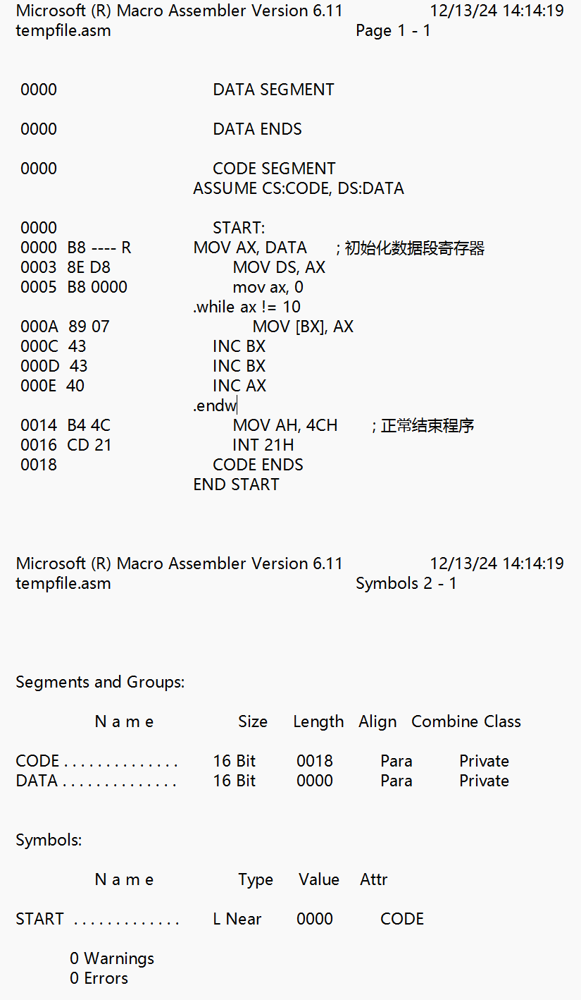 Microsoft (R) Macro Assembler Version 6.11 12/13/24 14:14:19
tempfile.asm Page 1 - 1
0000 DATA SEGMENT
0000 DATA ENDS
0000 CODE SEGMENT
ASSUME CS:CODE, DS:DATA
0000 START:
0000 B8 ---- R MOV AX, DATA ; 初始化数据段寄存器
0003 8E D8 MOV DS, AX
0005 B8 0000 mov ax, 0
.while ax != 10
000A 89 07 MOV [BX], AX
000C 43 INC BX
000D 43 INC BX
000E 40 INC AX
.endw
0014 B4 4C MOV AH, 4CH ; 正常结束程序
0016 CD 21 INT 21H
0018 CODE ENDS
END START
Microsoft (R) Macro Assembler Version 6.11 12/13/24 14:14:19
tempfile.asm Symbols 2 - 1
Segments and Groups:
N a m e Size Length Align Combine Class
CODE . . . . . . . . . . . . . . 16 Bit 0018 Para Private
DATA . . . . . . . . . . . . . . 16 Bit 0000 Para Private
Symbols:
N a m e Type Value Attr
START . . . . . . . . . . . . . L Near 0000 CODE
0 Warnings
0 Errors